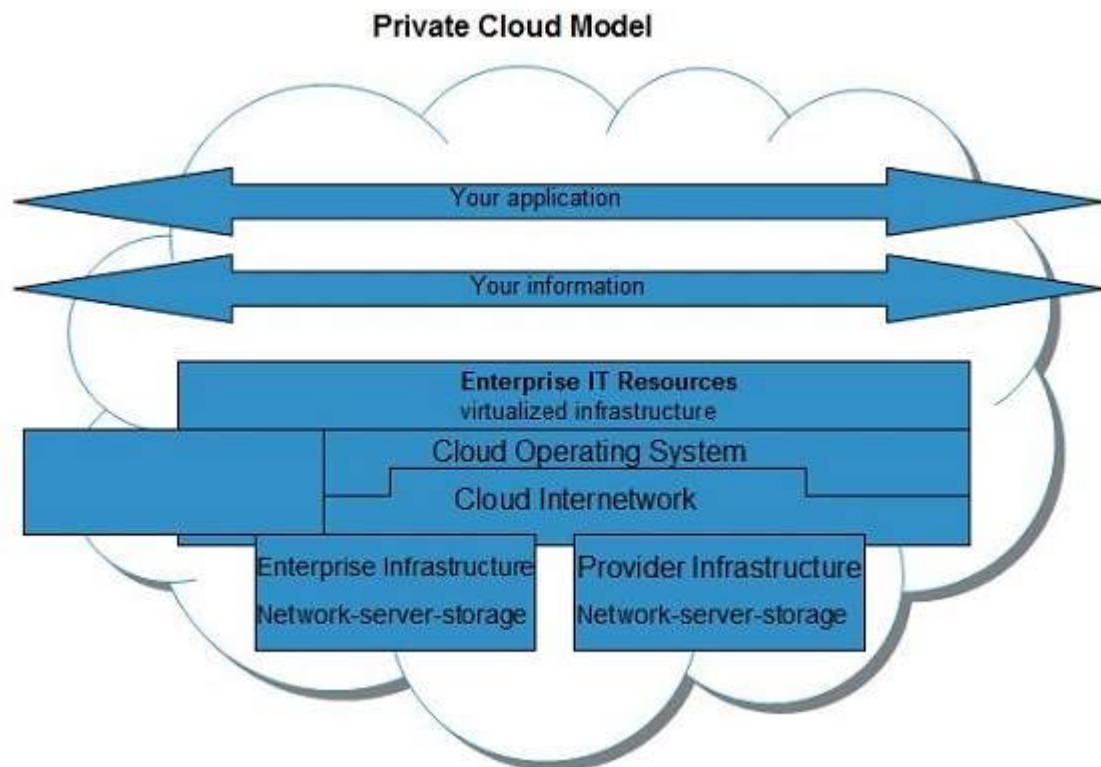 Private Cloud Model
Your application
Your information
Enterprise IT Resources
virtualized infrastructure
Cloud Operating System
Cloud Internetwork
Enterprise Infrastructure
Network-server-storage
Provider Infrastructure
Network-server-storage